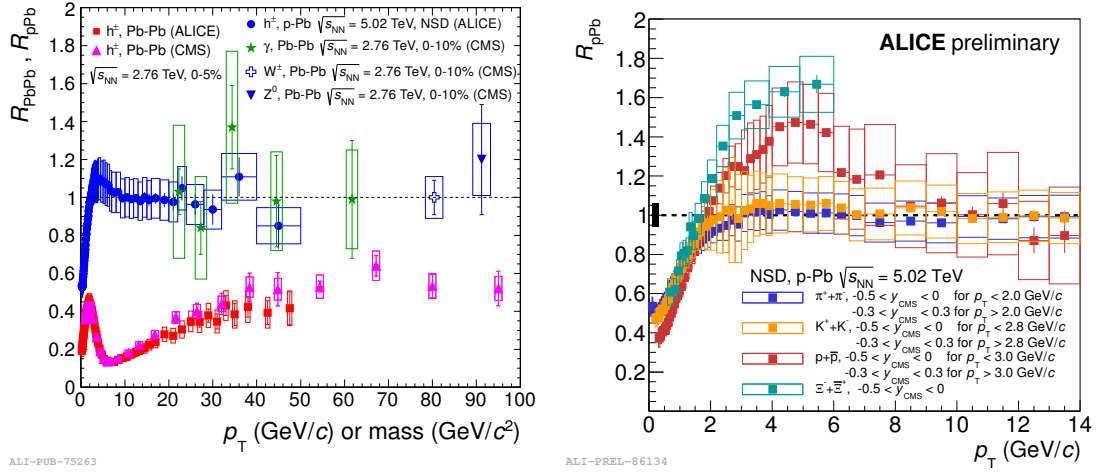 R_PbPb , R_pPb
2
1.8
1.6
1.4
1.2
1
0.8
0.6
0.4
0.2
0
h±, Pb-Pb (ALICE)
h±, Pb-Pb (CMS)
√s_NN = 2.76 TeV, 0-5%
h±, p-Pb √s_NN = 5.02 TeV, NSD (ALICE)
γ, Pb-Pb √s_NN = 2.76 TeV, 0-10% (CMS)
W±, Pb-Pb √s_NN = 2.76 TeV, 0-10% (CMS)
Z⁰, Pb-Pb √s_NN = 2.76 TeV, 0-10% (CMS)
0 10 20 30 40 50 60 70 80 90 100
p_T (GeV/c) or mass (GeV/c²)
ALI-PUB-75263
R_pPb
ALICE preliminary
1.8
1.6
1.4
1.2
1
0.8
0.6
0.4
0.2
NSD, p-Pb √s_NN = 5.02 TeV
π⁺+π⁻, -0.5 < y_CMS < 0 for p_T < 2.0 GeV/c
-0.3 < y_CMS < 0.3 for p_T > 2.0 GeV/c
K⁺+K⁻, -0.5 < y_CMS < 0 for p_T < 2.8 GeV/c
-0.3 < y_CMS < 0.3 for p_T > 2.8 GeV/c
p+p̅, -0.5 < y_CMS < 0 for p_T < 3.0 GeV/c
-0.3 < y_CMS < 0.3 for p_T > 3.0 GeV/c
Ξ⁻+Ξ̅⁺, -0.5 < y_CMS < 0
0 2 4 6 8 10 12 14
p_T (GeV/c)
ALI-PREL-86134